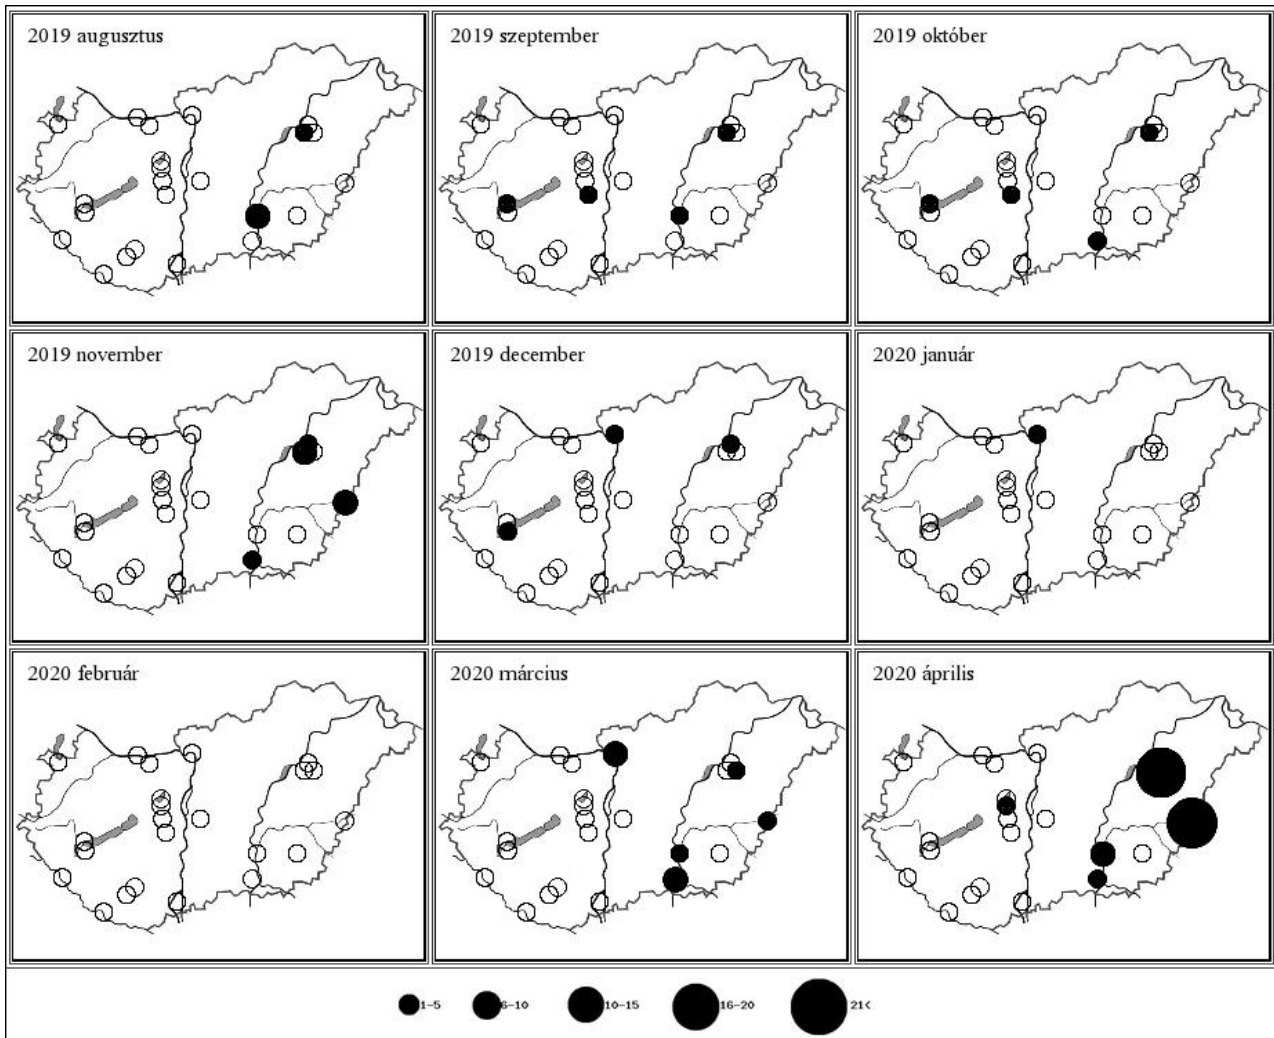 2019 augusztus
2019 szeptember
2019 október
2019 november
2019 december
2020 január
2020 február
2020 március
2020 április
1-5 6-10 10-15 16-20 21<